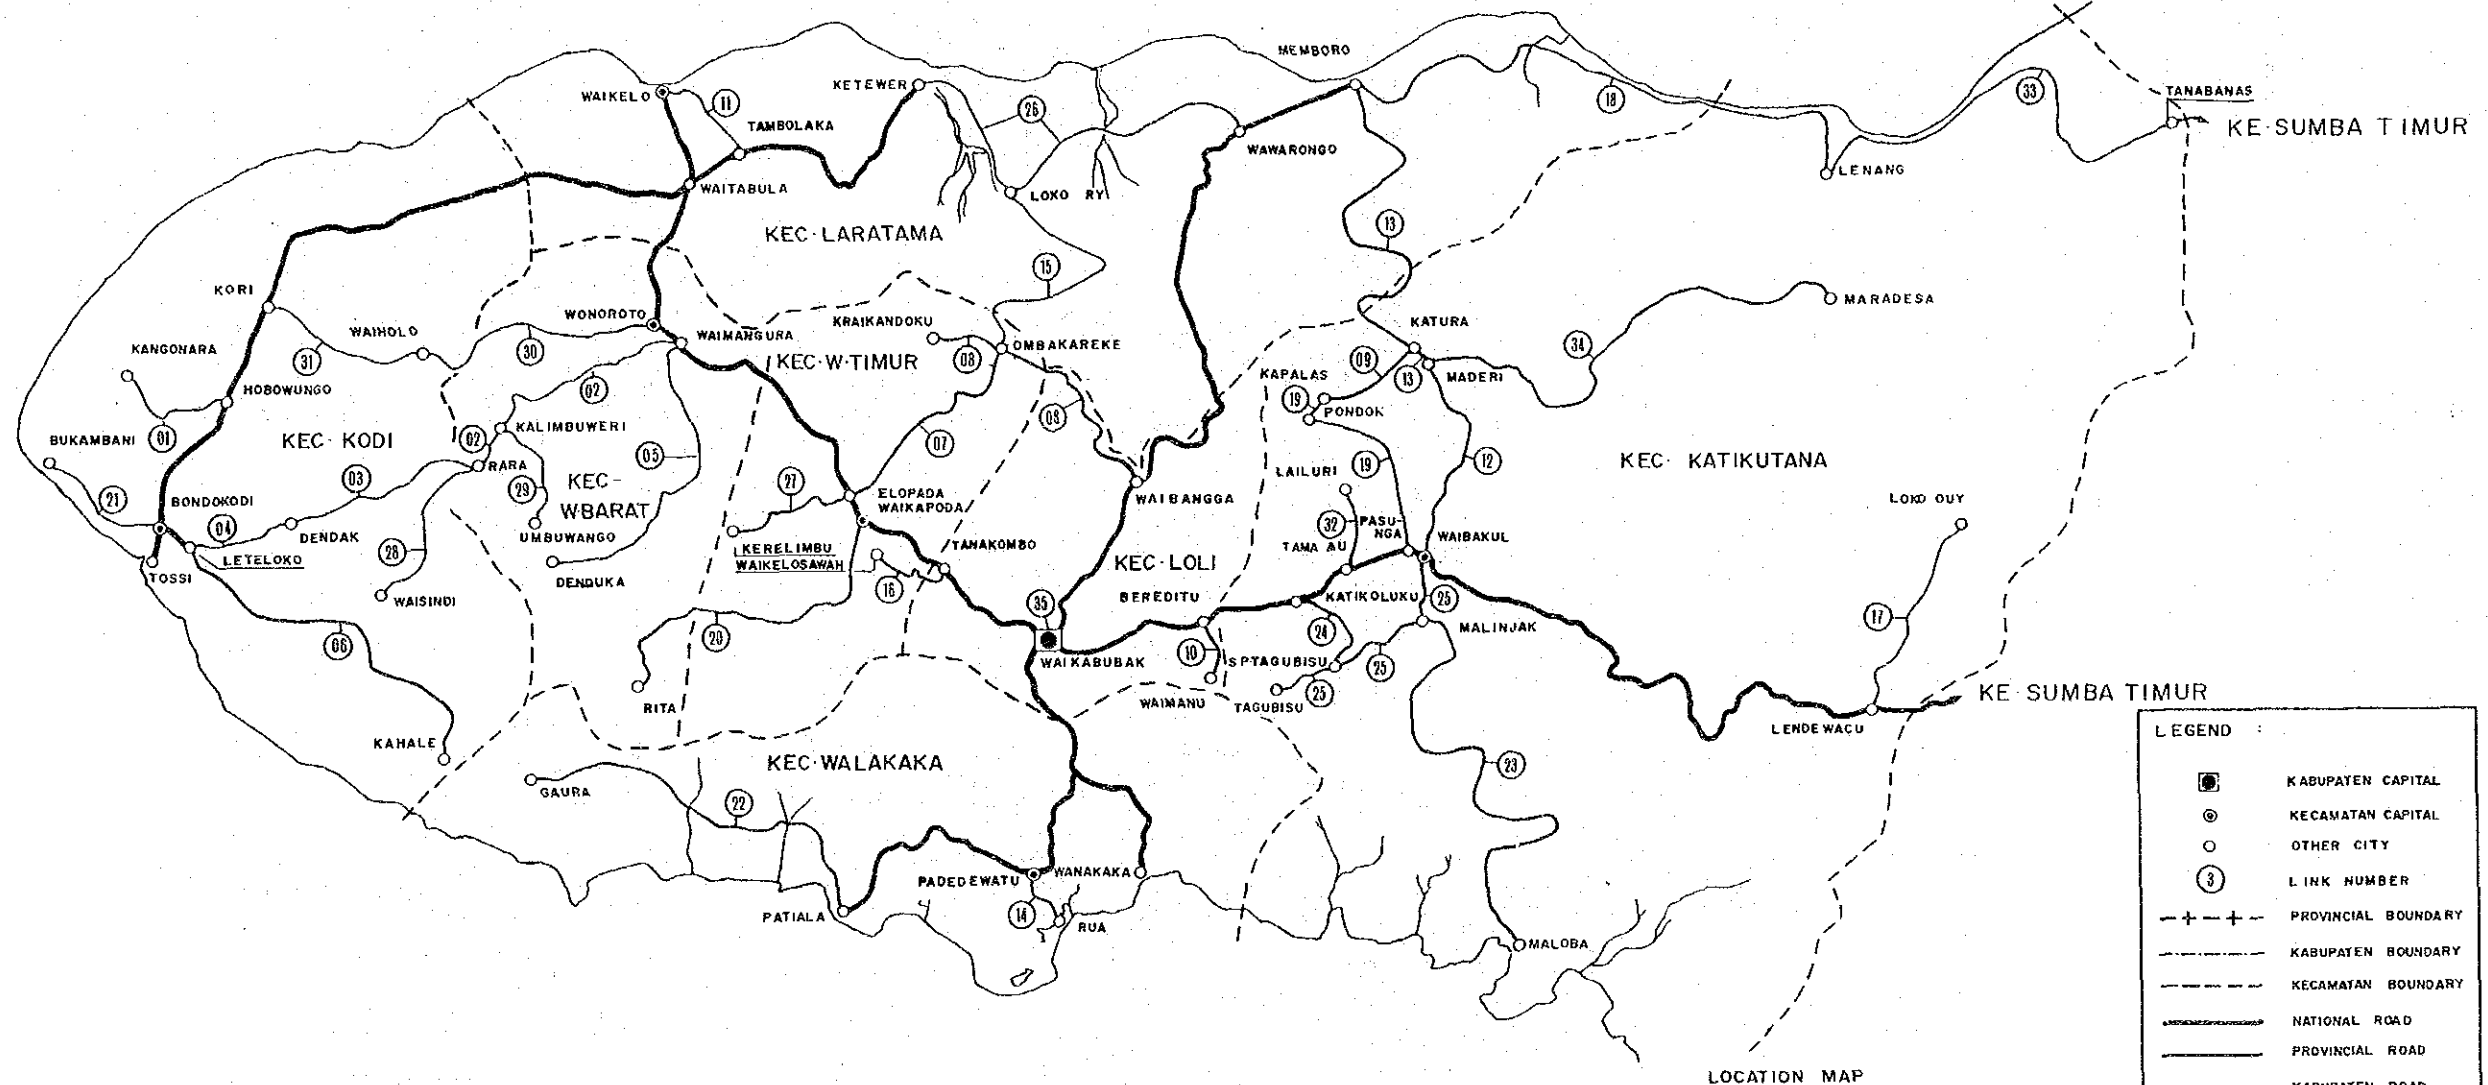 MEMBORO
WAIKELO
11
KETEWER
26
18
33
TANABANAS
KE·SUMBA TIMUR
TAMBOLAKA
WAWARONGO
WAITABULA
LOKO RY
LENANG
KEC·LARATAMA
13
15
KORI
WONOROTO
KRAIKANDOKU
KATURA
MARADESA
WAIHOLO
31
30
WAIMANGURA
KEC·W·TIMUR
OMBAKAREKE
34
KANGONARA
08
09
13
MADERI
KAPALAS
02
HOBOWUNGO
19
PONDOK
08
BUKAMBANI
01
KEC·KODI
02
KALIMBUWERI
07
05
RARA
19
12
KEC· KATIKUTANA
03
29
KEC-
W·BARAT
27
LAILURI
21
BONDOKODI
ELOPADA
WAIKAPODA
WAIBANGGA
LOKO OUY
04
DENDAK
28
UMBUWANGO
32
PASU-
NGA
WAIBAKUL
LETELOKO
KERELIMBU
WAIKELOSAWAH
TANAKOMBO
TAMA AU
TOSSI
DENDUKA
KEC·LOLI
WAISINDI
16
35
BEREDITU
KATIKOLUKU
25
17
06
20
24
MALINJAK
10
WAIKABUBAK
SPTAGUBISU
25
25
RITA
WAIMANU
TAGUBISU
KE SUMBA TIMUR
LENDEWACU
KAHALE
KEC·WALAKAKA
23
GAURA
22
PADEDEWATU
WANAKAKA
PATIALA
14
RUA
MALOBA
LEGEND :
KABUPATEN CAPITAL
KECAMATAN CAPITAL
OTHER CITY
3
LINK NUMBER
PROVINCIAL BOUNDARY
KABUPATEN BOUNDARY
KECAMATAN BOUNDARY
NATIONAL ROAD
PROVINCIAL ROAD
KABUPATEN ROAD
LOCATION MAP